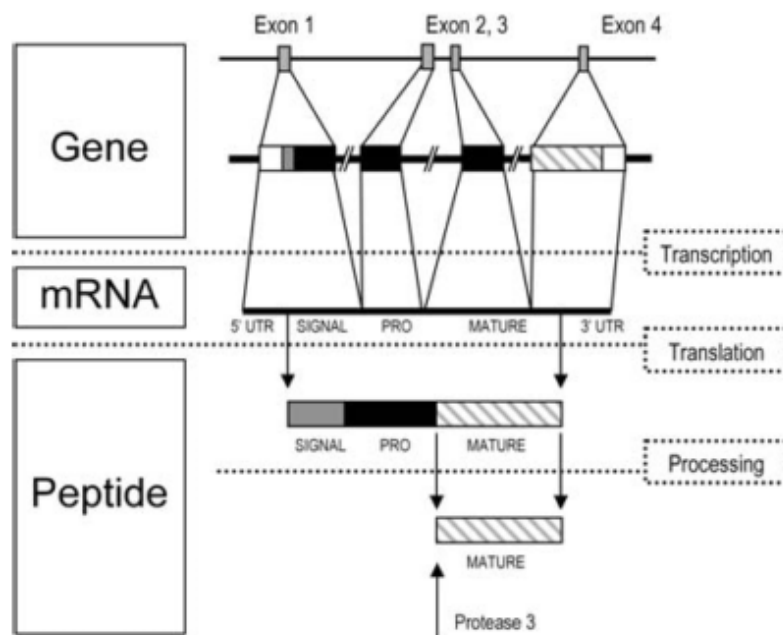 Exon 1
Exon 2, 3
Exon 4
Gene
Transcription
mRNA
5' UTR
SIGNAL
PRO
MATURE
3' UTR
Translation
SIGNAL
PRO
MATURE
Processing
Peptide
MATURE
Protease 3